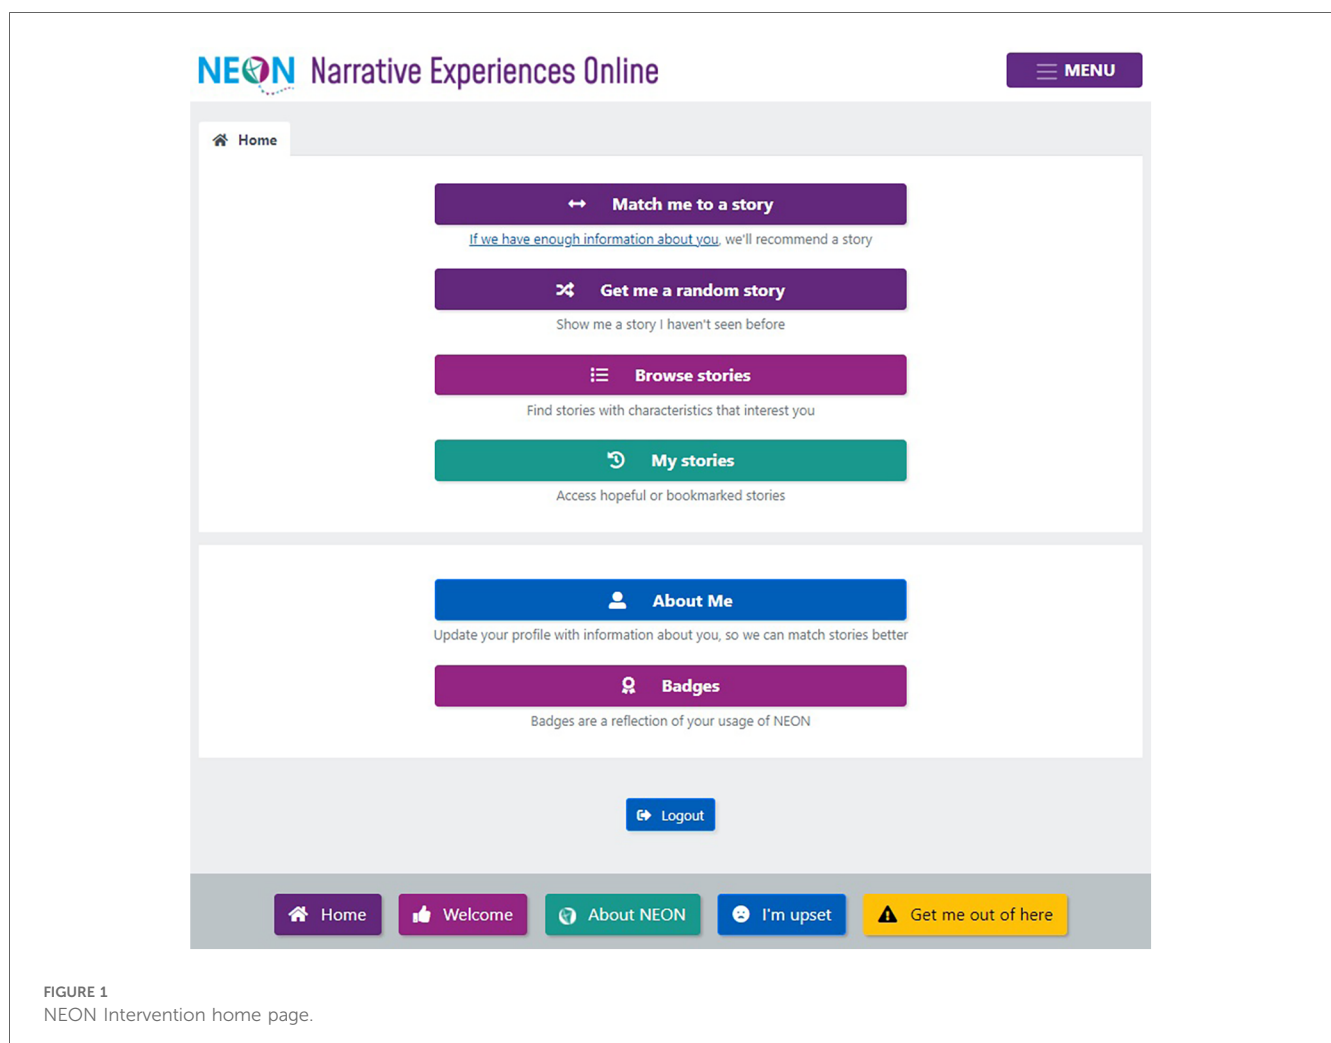 NEON Narrative Experiences Online
MENU
Home
Match me to a story
If we have enough information about you, we'll recommend a story
Get me a random story
Show me a story I haven't seen before
Browse stories
Find stories with characteristics that interest you
My stories
Access hopeful or bookmarked stories
About Me
Update your profile with information about you, so we can match stories better
Badges
Badges are a reflection of your usage of NEON
Logout
Home Welcome About NEON I'm upset Get me out of here
FIGURE 1
NEON Intervention home page.